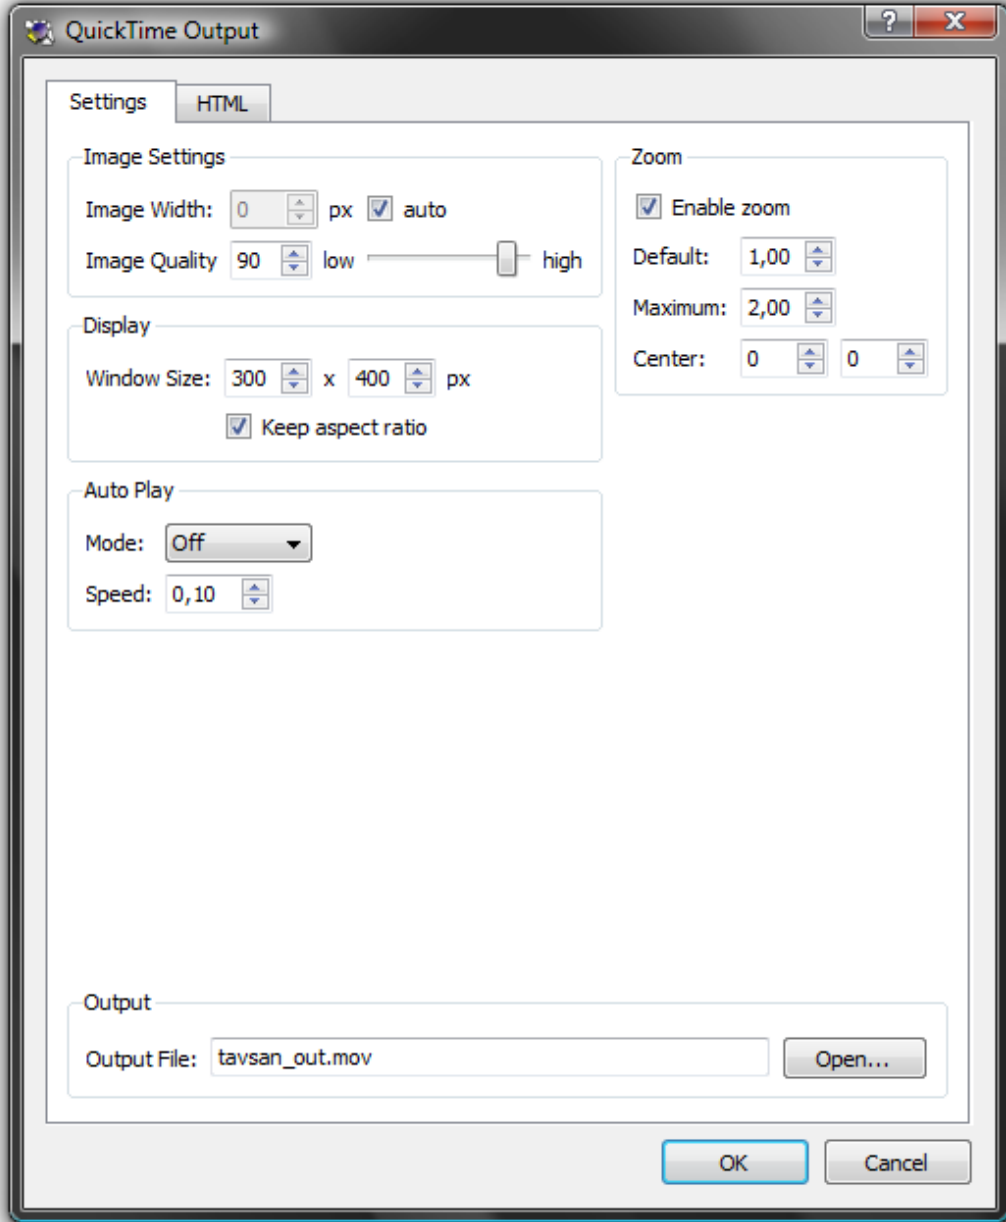 QuickTime Output
?
X
Settings
HTML
Image Settings
Image Width: 0 px auto
Image Quality 90 low high
Display
Window Size: 300 x 400 px
Keep aspect ratio
Auto Play
Mode: Off
Speed: 0,10
Zoom
Enable zoom
Default: 1,00
Maximum: 2,00
Center: 0 0
Output
Output File: tavsan_out.mov Open...
OK Cancel